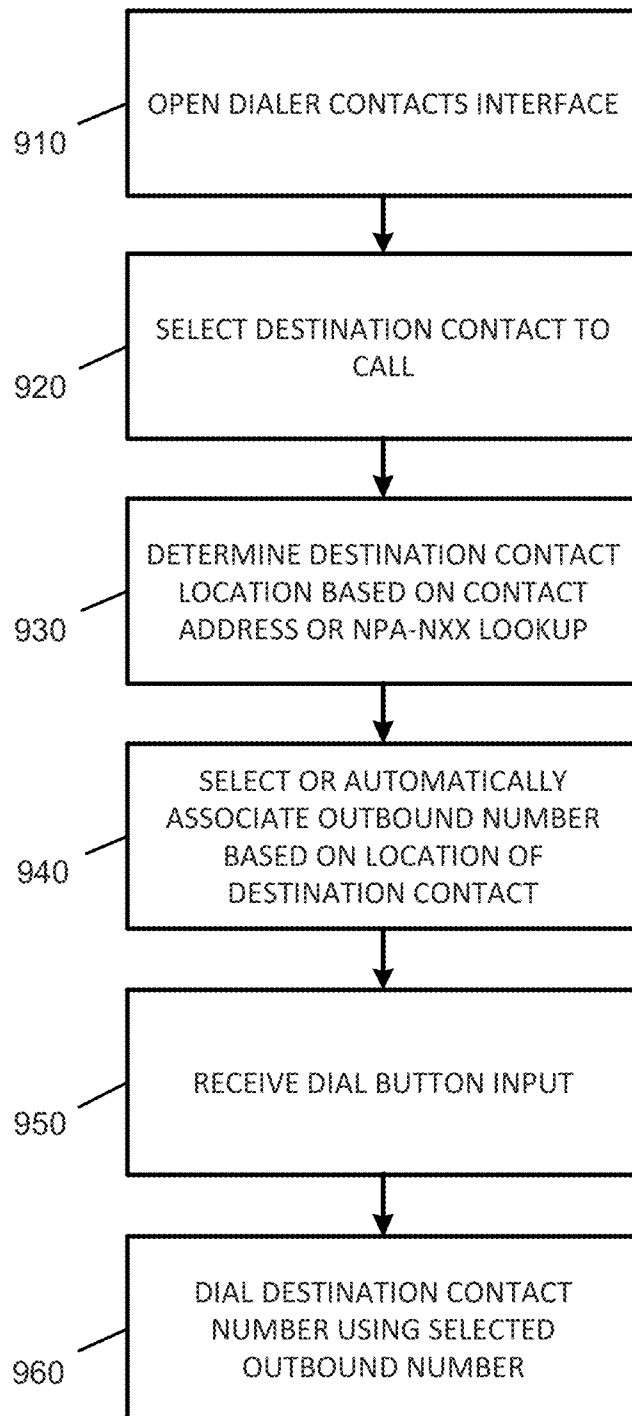 910
OPEN DIALER CONTACTS INTERFACE
920
SELECT DESTINATION CONTACT TO
CALL
930
DETERMINE DESTINATION CONTACT
LOCATION BASED ON CONTACT
ADDRESS OR NPA-NXX LOOKUP
940
SELECT OR AUTOMATICALLY
ASSOCIATE OUTBOUND NUMBER
BASED ON LOCATION OF
DESTINATION CONTACT
950
RECEIVE DIAL BUTTON INPUT
960
DIAL DESTINATION CONTACT
NUMBER USING SELECTED
OUTBOUND NUMBER